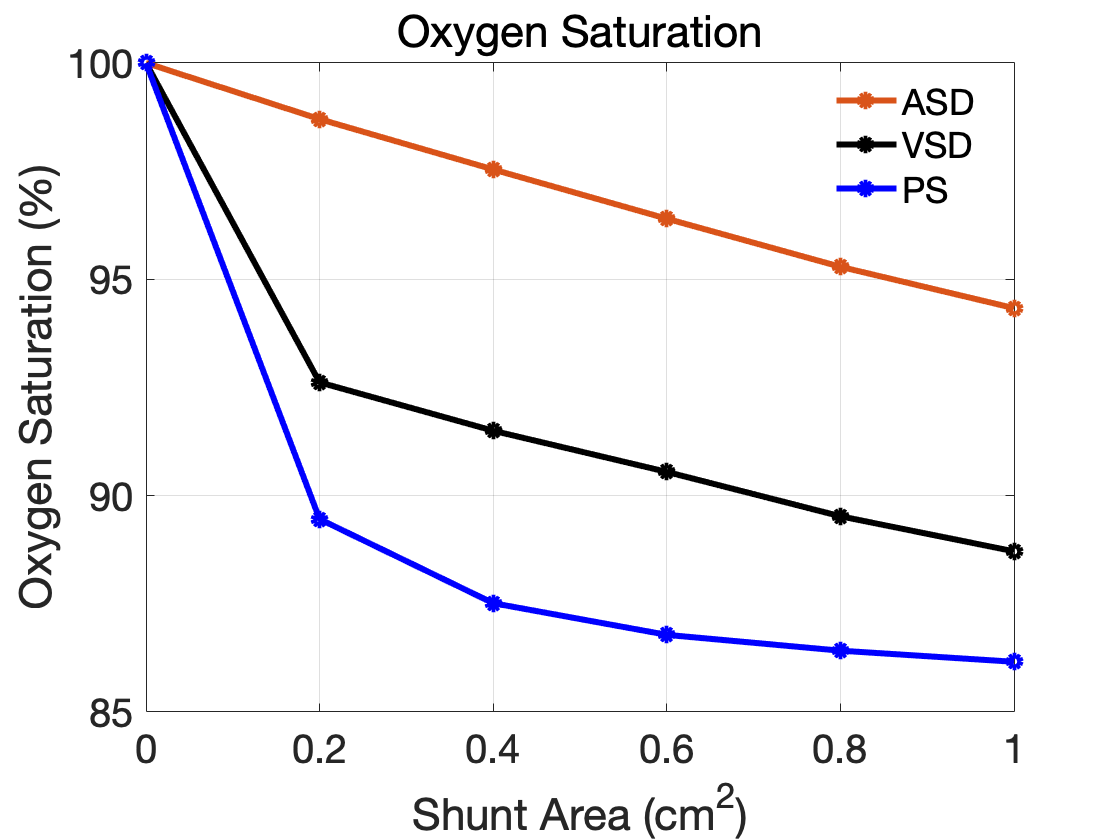 Oxygen Saturation
Oxygen Saturation (%)
100
95
90
85
ASD
VSD
PS
0 0.2 0.4 0.6 0.8 1
Shunt Area (cm²)